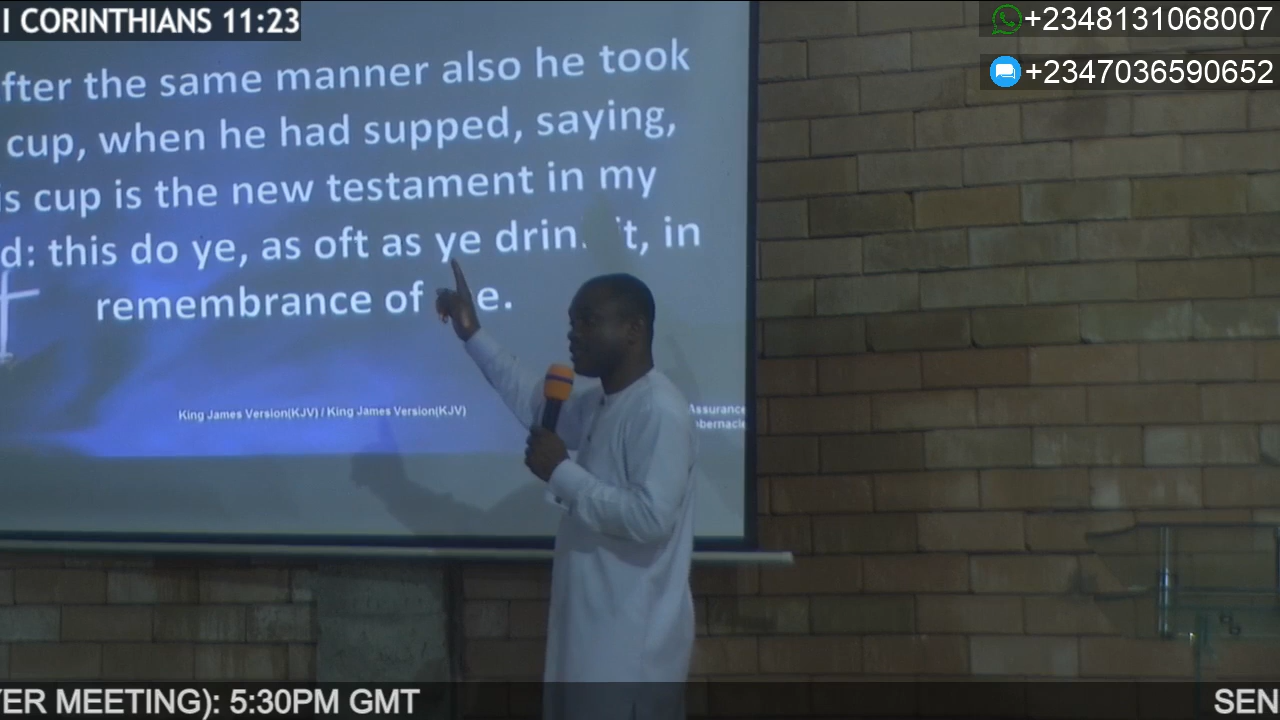 I CORINTHIANS 11:23
+2348131068007
+2347036590652
fter the same manner also he took
cup, when he had supped, saying,
is cup is the new testament in my
d: this do ye, as oft as ye drin. t, in
remembrance of e.
King James Version(KJV) / King James Version(KJV)
Assurance
bernacle
YER MEETING): 5:30PM GMT
SEN